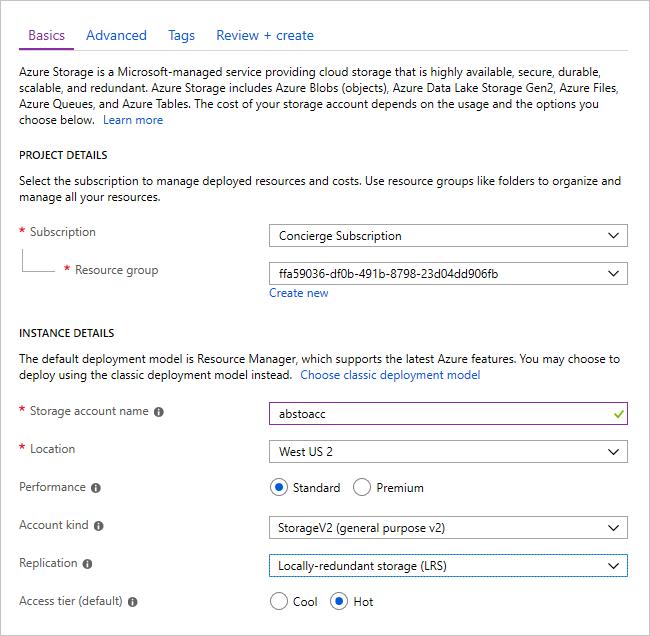 Basics Advanced Tags Review + create
Azure Storage is a Microsoft-managed service providing cloud storage that is highly available, secure, durable,
scalable, and redundant. Azure Storage includes Azure Blobs (objects), Azure Data Lake Storage Gen2, Azure Files,
Azure Queues, and Azure Tables. The cost of your storage account depends on the usage and the options you
choose below. Learn more
PROJECT DETAILS
Select the subscription to manage deployed resources and costs. Use resource groups like folders to organize and
manage all your resources.
* Subscription Concierge Subscription
* Resource group ffa59036-df0b-491b-8798-23d04dd906fb
Create new
INSTANCE DETAILS
The default deployment model is Resource Manager, which supports the latest Azure features. You may choose to
deploy using the classic deployment model instead. Choose classic deployment model
* Storage account name abstoacc
* Location West US 2
Performance Standard Premium
Account kind StorageV2 (general purpose v2)
Replication Locally-redundant storage (LRS)
Access tier (default) Cool Hot